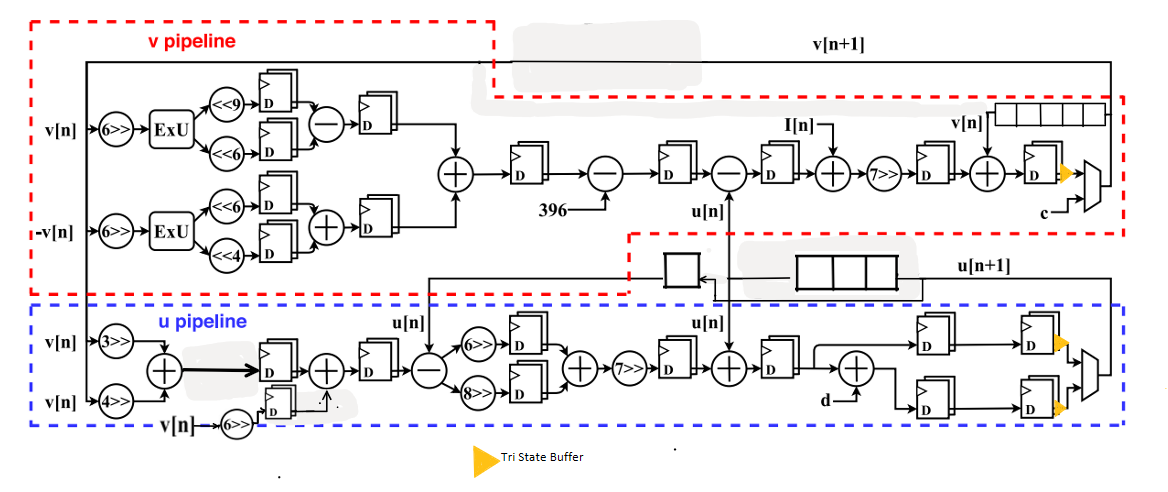 v pipeline
v[n+1]
v[n]
6>>
ExU
<<9
<<6
D
D
D
v[n]
I[n]
7>>
D
D
D
D
D
396
u[n]
c
-v[n]
6>>
ExU
<<6
<<4
D
D
D
u[n+1]
u pipeline
v[n]
3>>
v[n]
4>>
D
D
D
v[n]
6>>
u[n]
6>>
8>>
D
D
7>>
D
u[n]
D
d
D
D
D
D
Tri State Buffer